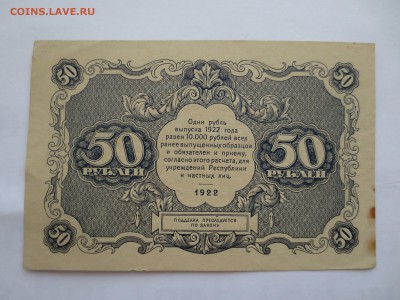 COINS.LAVE.RU
50
50
Один рубль
выпуска 1922 года
равен 10.000 рублей всех
ранее выпущенных образцов
и обязателен к приему,
согласно этого расчета, для
учреждений Республики
и частных лиц.
50
РУБЛЕЙ
50
РУБЛЕЙ
1922
ПОДДЕЛКА ПРЕСЛЕДУЕТСЯ
ПО ЗАКОНУ
50
50